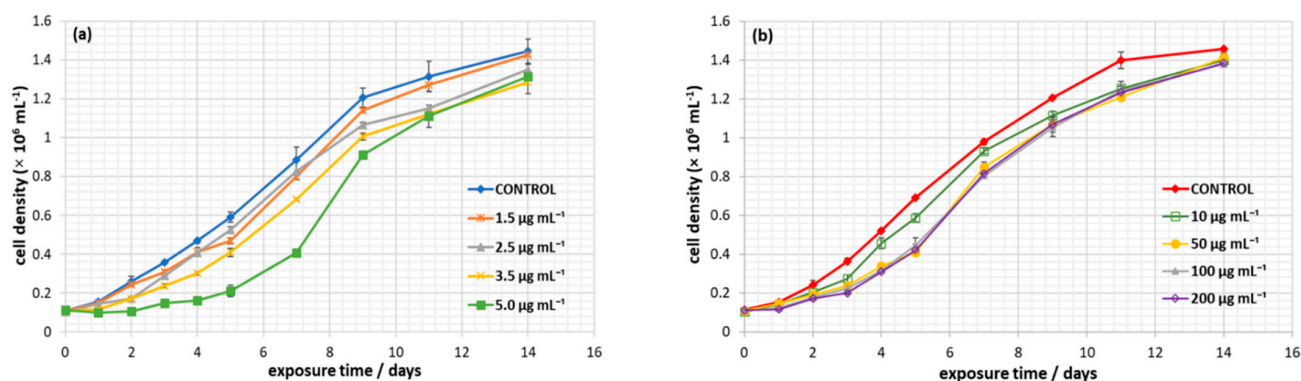 (a)
1.6
1.4
1.2
1
0.8
0.6
0.4
0.2
0
cell density (× 10⁶ mL⁻¹)
0 2 4 6 8 10 12 14 16
exposure time / days
CONTROL
1.5 µg mL⁻¹
2.5 µg mL⁻¹
3.5 µg mL⁻¹
5.0 µg mL⁻¹
(b)
1.6
1.4
1.2
1
0.8
0.6
0.4
0.2
0
cell density (× 10⁶ mL⁻¹)
0 2 4 6 8 10 12 14 16
exposure time / days
CONTROL
10 µg mL⁻¹
50 µg mL⁻¹
100 µg mL⁻¹
200 µg mL⁻¹